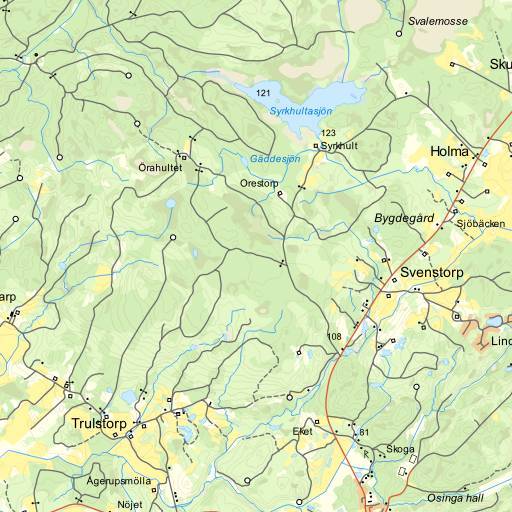 Svalemosse
Sku
121
Syrkhultasjön
123
Syrkhult
Holma
Gäddesjön
Örahultet
Orestorp
Bygdegård
Sjöbäcken
Svenstorp
arp
108
Lind
Trulstorp
Eket
81
Skoga
R
Ågerupsmölla
Nöjet
Osinga hall